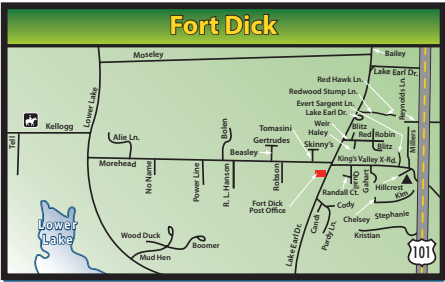 Fort Dick
Moseley
Bailey
Lake Earl Dr.
Red Hawk Ln.
Redwood Stump Ln.
Reynolds Ln.
Evert Sargent Ln.
Lake Earl Dr.
Lower Lake
Kellogg
Tell
Alie Ln.
Bolen
Tomasini
Weir
Haley
Blitz
Red Robin
Blitz
Millers
Gertrudes
Skinny's
Beasley
Morehead
King's Valley X-Rd.
No Name
Power Line
R. L. Hanson
Robson
Quail
Gahart
Randall Ct.
Hillcrest
Kim
Fort Dick
Post Office
Cody
Chelsey
Stephanie
Kristian
Candi
Purdy Ln.
Lake Earl Dr.
Lower
Lake
Wood Duck
Boomer
Mud Hen
101